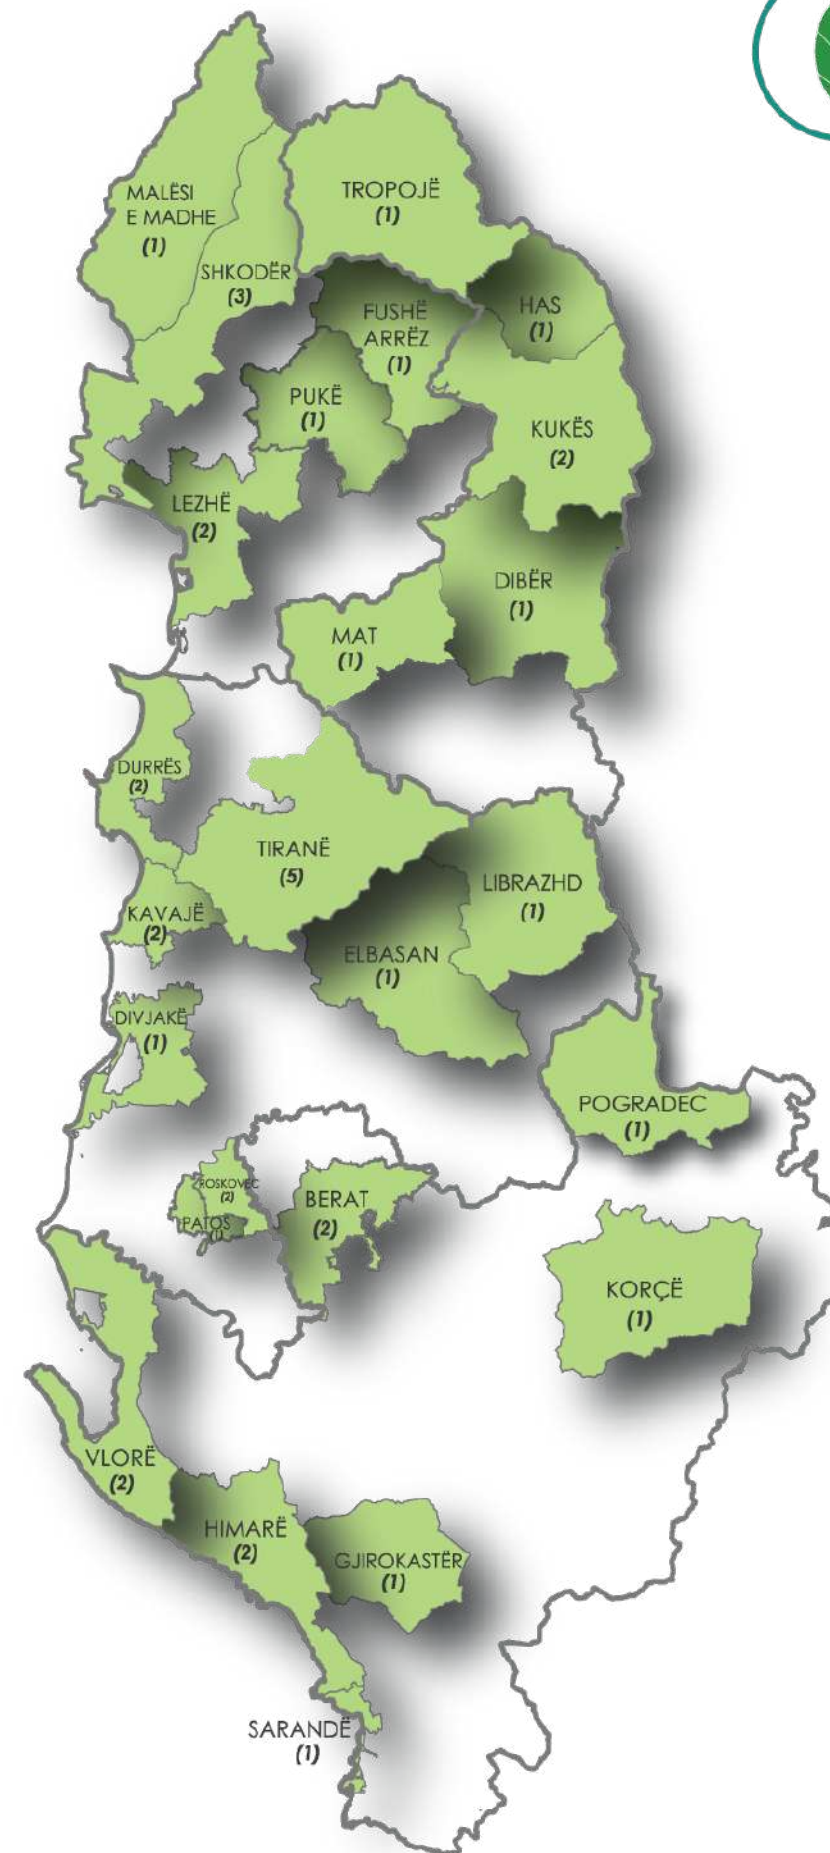 MALËSI
E MADHE
(1)
TROPOJË
(1)
SHKODËR
(3)
HAS
(1)
FUSHË
ARRËZ
(1)
PUKË
(1)
KUKËS
(2)
LEZHË
(2)
DIBËR
(1)
MAT
(1)
DURRËS
(2)
TIRANË
(5)
LIBRAZHD
(1)
KAVAJË
(2)
ELBASAN
(1)
DIVJAKË
(1)
POGRADEC
(1)
ROSKOVEC
(2)
BERAT
(2)
PATOS
(1)
KORÇË
(1)
VLORË
(2)
HIMARË
(2)
GJIROKASTËR
(1)
SARANDË
(1)